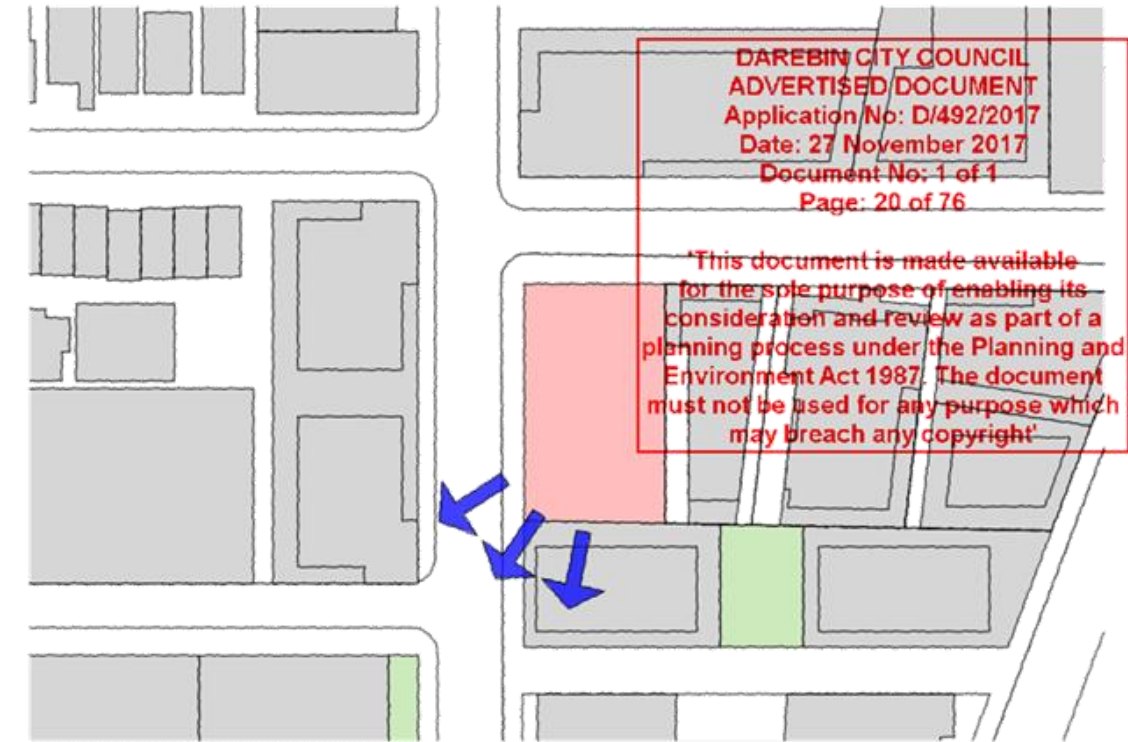 DAREBIN CITY COUNCIL
ADVERTISED DOCUMENT
Application No: D/492/2017
Date: 27 November 2017
Document No: 1 of 1
Page: 20 of 76
'This document is made available
for the sole purpose of enabling its
consideration and review as part of a
planning process under the Planning and
Environment Act 1987. The document
must not be used for any purpose which
may breach any copyright'